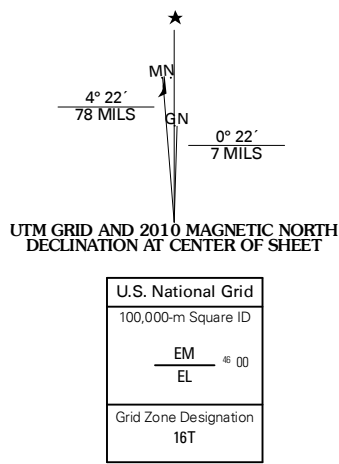 MN
4° 22´
78 MILS
GN
0° 22´
7 MILS
UTM GRID AND 2010 MAGNETIC NORTH
DECLINATION AT CENTER OF SHEET
U.S. National Grid
100,000-m Square ID
EM
46 00
EL
Grid Zone Designation
16T